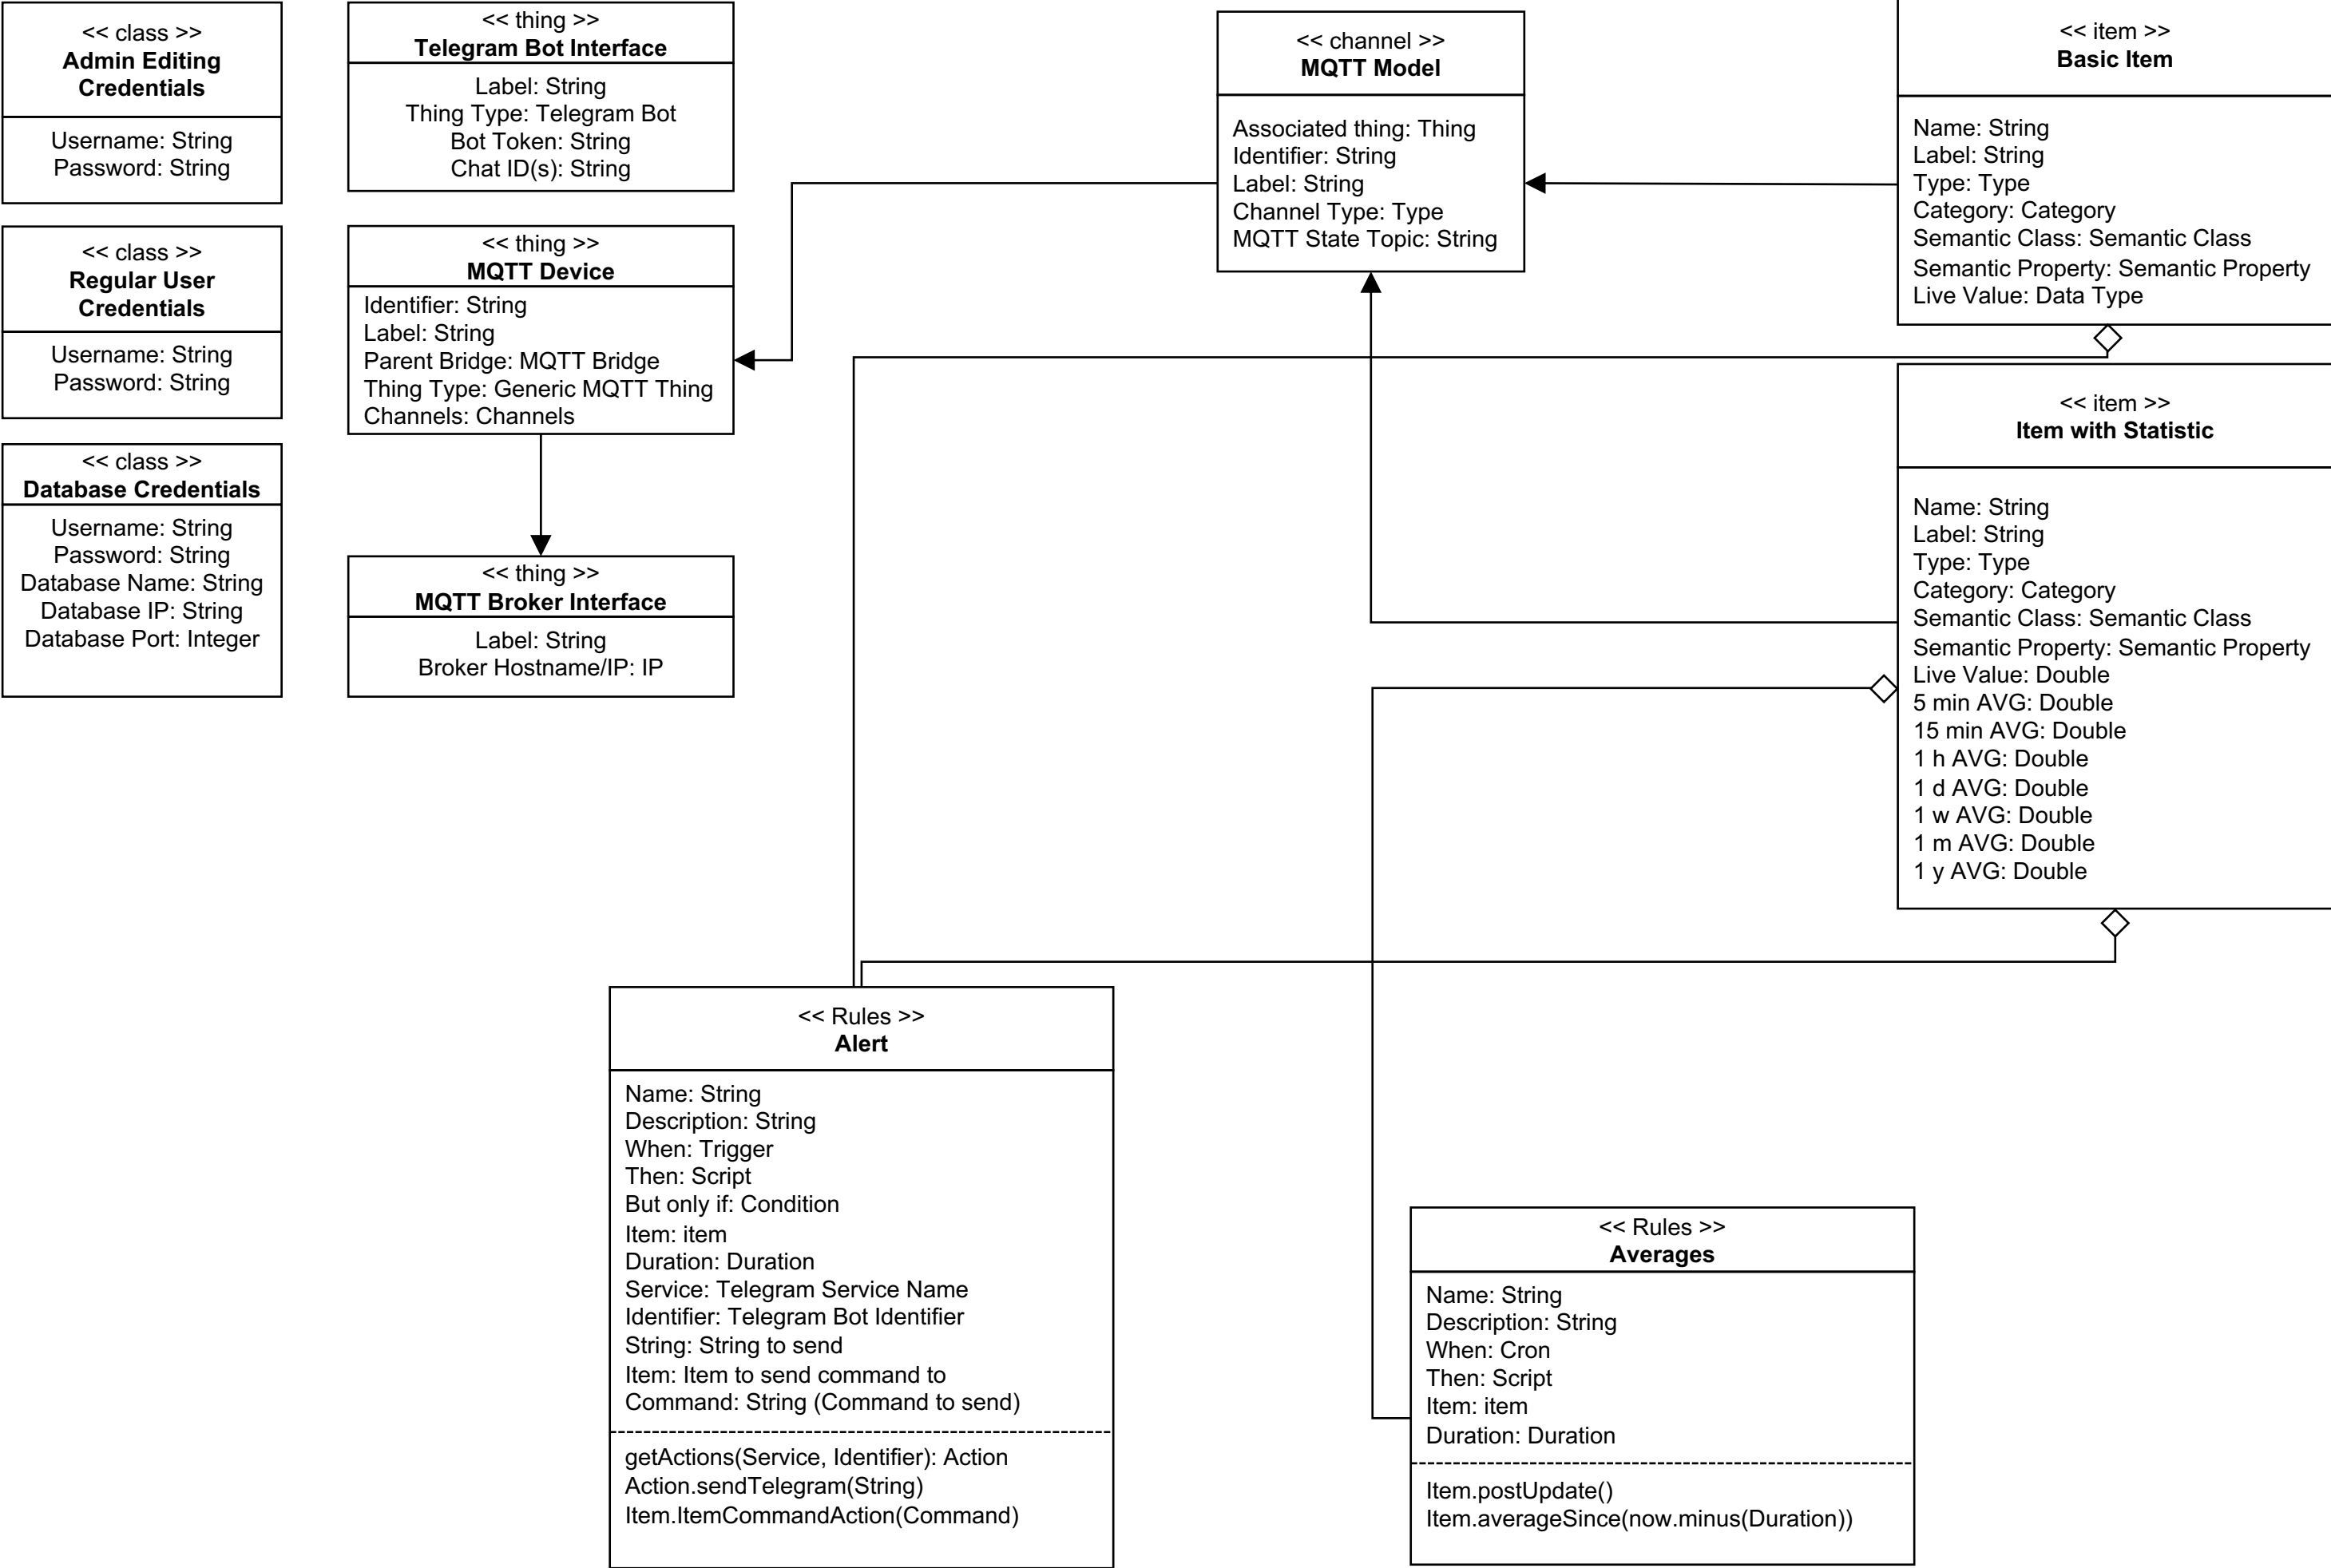 << class >>
Admin Editing
Credentials
Username: String
Password: String
<< class >>
Regular User
Credentials
Username: String
Password: String
<< class >>
Database Credentials
Username: String
Password: String
Database Name: String
Database IP: String
Database Port: Integer
<< thing >>
Telegram Bot Interface
Label: String
Thing Type: Telegram Bot
Bot Token: String
Chat ID(s): String
<< thing >>
MQTT Device
Identifier: String
Label: String
Parent Bridge: MQTT Bridge
Thing Type: Generic MQTT Thing
Channels: Channels
<< thing >>
MQTT Broker Interface
Label: String
Broker Hostname/IP: IP
<< channel >>
MQTT Model
Associated thing: Thing
Identifier: String
Label: String
Channel Type: Type
MQTT State Topic: String
<< item >>
Basic Item
Name: String
Label: String
Type: Type
Category: Category
Semantic Class: Semantic Class
Semantic Property: Semantic Property
Live Value: Data Type
<< item >>
Item with Statistic
Name: String
Label: String
Type: Type
Category: Category
Semantic Class: Semantic Class
Semantic Property: Semantic Property
Live Value: Double
5 min AVG: Double
15 min AVG: Double
1 h AVG: Double
1 d AVG: Double
1 w AVG: Double
1 m AVG: Double
1 y AVG: Double
<< Rules >>
Alert
Name: String
Description: String
When: Trigger
Then: Script
But only if: Condition
Item: item
Duration: Duration
Service: Telegram Service Name
Identifier: Telegram Bot Identifier
String: String to send
Item: Item to send command to
Command: String (Command to send)
getActions(Service, Identifier): Action
Action.sendTelegram(String)
Item.ItemCommandAction(Command)
<< Rules >>
Averages
Name: String
Description: String
When: Cron
Then: Script
Item: item
Duration: Duration
Item.postUpdate()
Item.averageSince(now.minus(Duration))